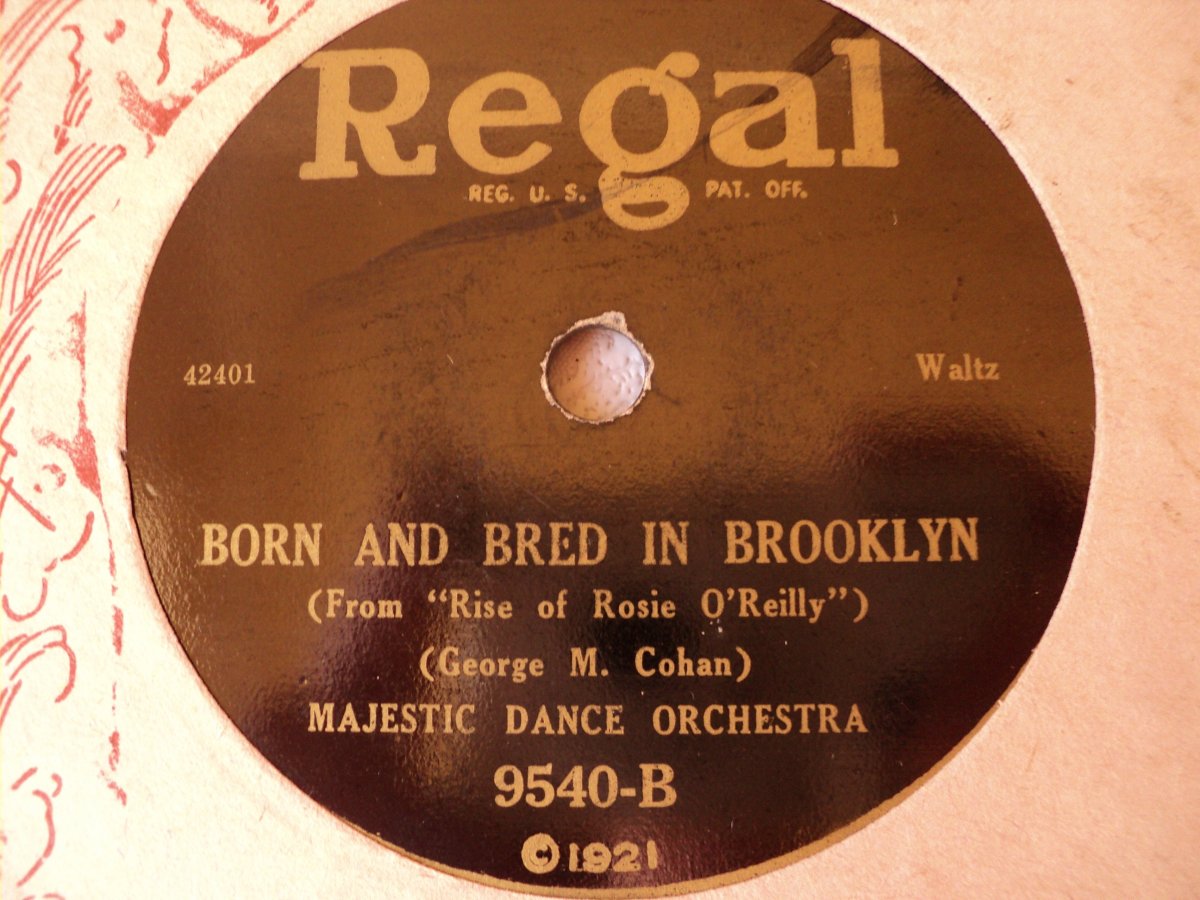 Regal
REG. U. S. PAT. OFF.
42401 Waltz
BORN AND BRED IN BROOKLYN
(From "Rise of Rosie O'Reilly")
(George M. Cohan)
MAJESTIC DANCE ORCHESTRA
9540-B
©1921